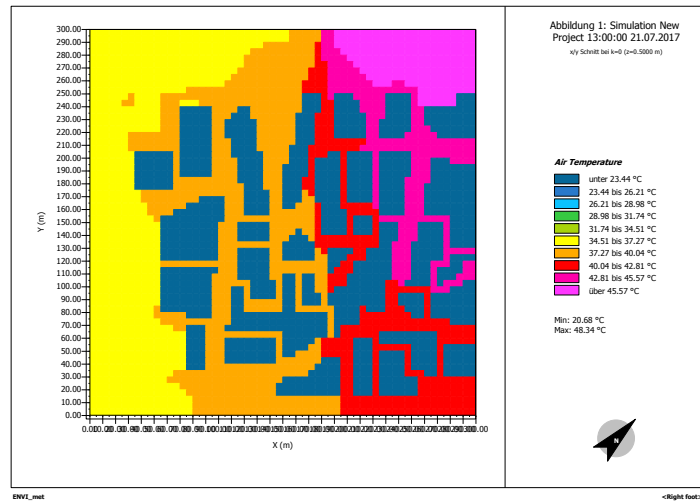 Abbildung 1: Simulation New
Project 13:00:00 21.07.2017
x/y Schnitt bei k=0 (z=0.5000 m)
300.00
290.00
280.00
270.00
260.00
250.00
240.00
230.00
220.00
210.00
200.00
190.00
180.00
170.00
160.00
150.00
140.00
130.00
120.00
110.00
100.00
90.00
80.00
70.00
60.00
50.00
40.00
30.00
20.00
10.00
0.00
Y (m)
X (m)
Air Temperature
unter 23.44 °C
23.44 bis 26.21 °C
26.21 bis 28.98 °C
28.98 bis 31.74 °C
31.74 bis 34.51 °C
34.51 bis 37.27 °C
37.27 bis 40.04 °C
40.04 bis 42.81 °C
42.81 bis 45.57 °C
über 45.57 °C
Min: 20.68 °C
Max: 48.34 °C
ENVI_met
<Right foot